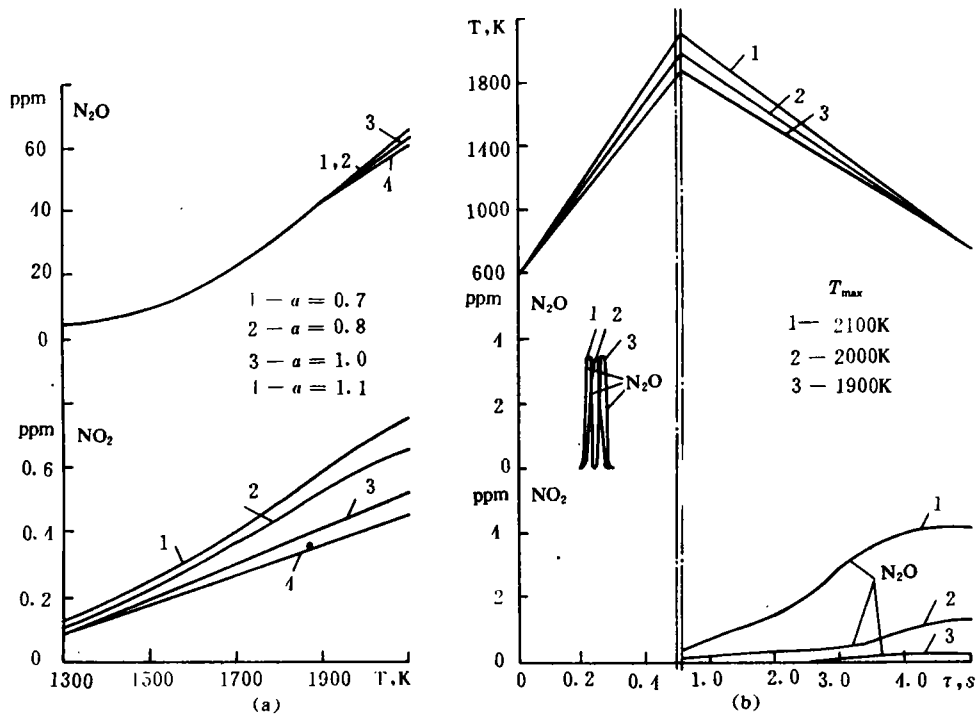 ppm
N₂O
60
40
20
0
3
1,2
4
1 — a = 0.7
2 — a = 0.8
3 — a = 1.0
4 — a = 1.1
ppm
NO₂
0.6
0.4
0.2
0
1
2
3
4
1300
1500
1700
1900
T, K
(a)
T, K
1800
1400
1000
600
1
2
3
ppm
N₂O
4
2
0
1 2
3
N₂O
T_max
1— 2100K
2 — 2000K
3 — 1900K
ppm
NO₂
4
2
0
1
N₂O
2
3
0
0.2
0.4
1.0
2.0
3.0
4.0
τ, s
(b)